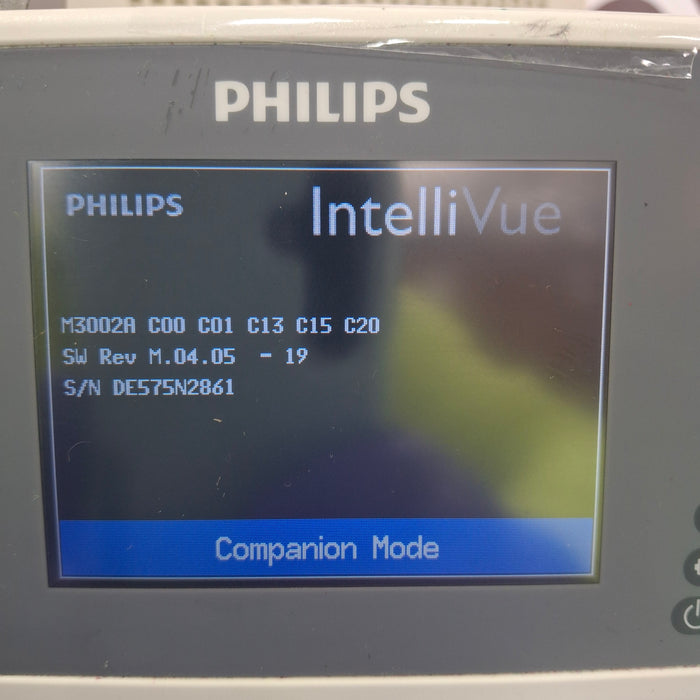 PHILIPS
PHILIPS IntelliVue
M3002A C00 C01 C13 C15 C20
SW Rev M.04.05 - 19
S/N DE575N2861
Companion Mode